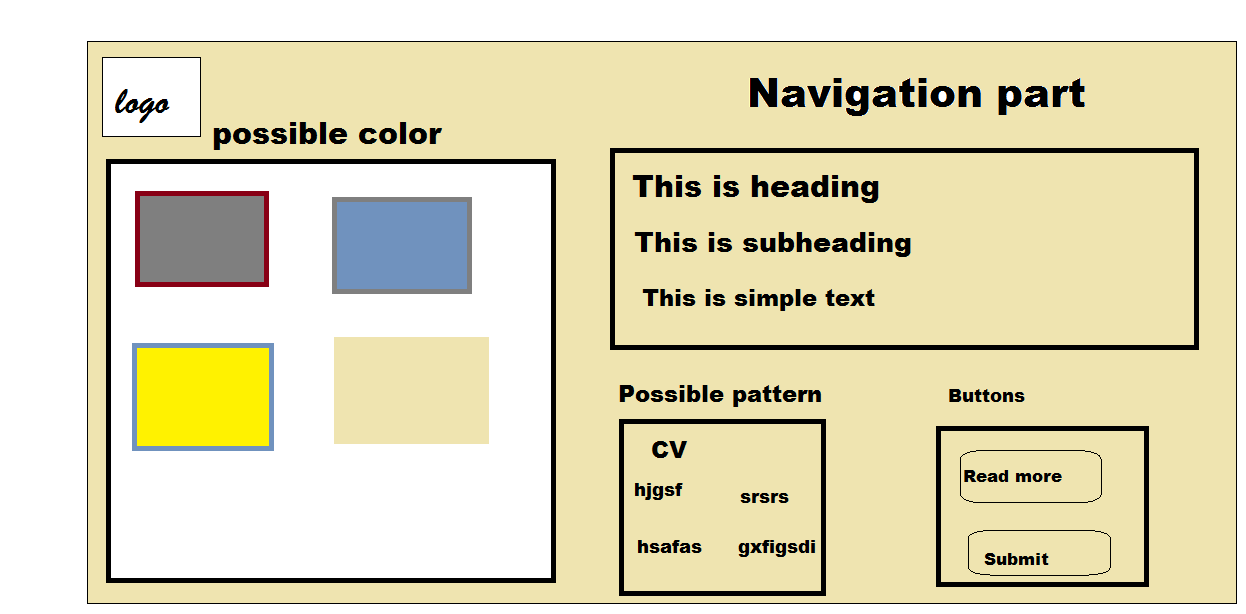 logo
possible color
Navigation part
This is heading
This is subheading
This is simple text
Possible pattern
CV
hjgsf
srsrs
hsafas
gxfigsdi
Buttons
Read more
Submit